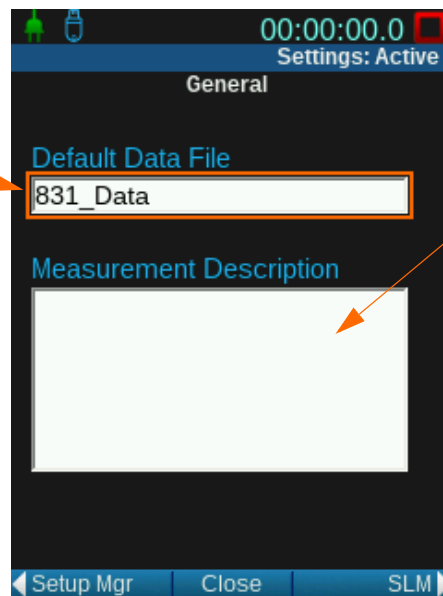 00:00:00.0
Settings: Active
General
Default Data File
831_Data
Measurement Description
Setup Mgr
Close
SLM